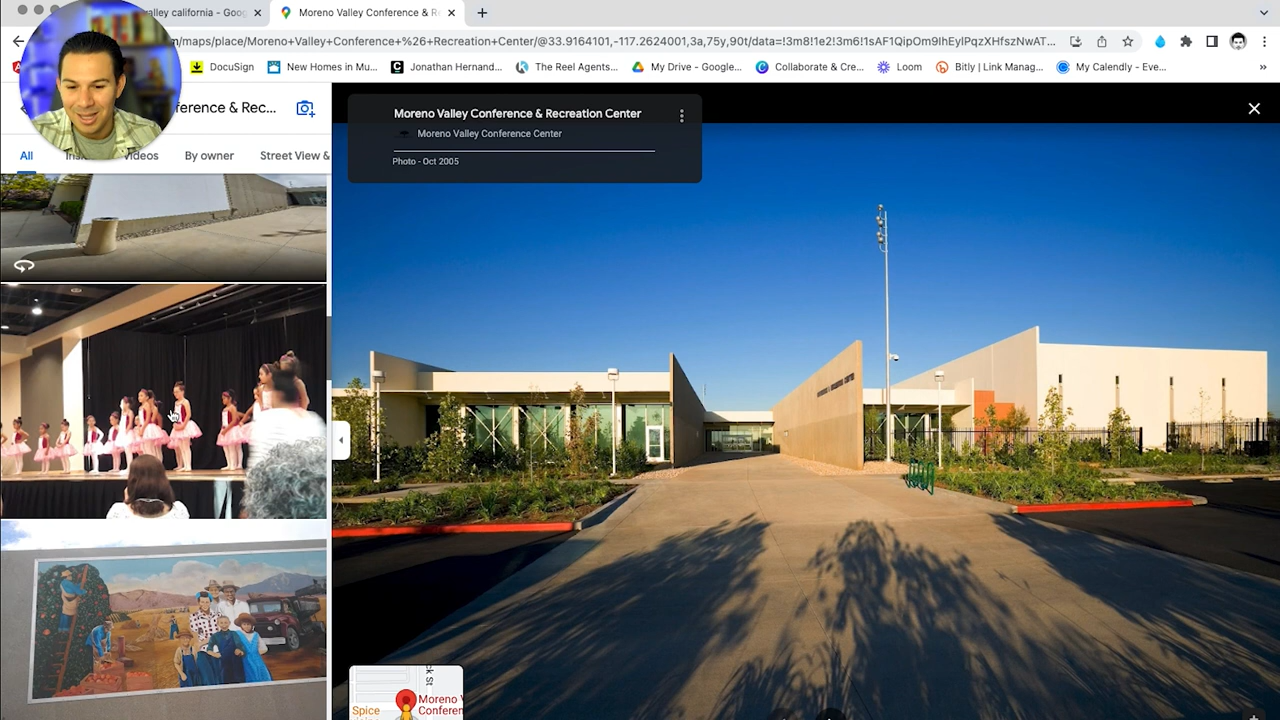 valley california - Goo
Moreno Valley Conference & R
m/maps/place/Moreno+Valley+Conference+%26+Recreation+Center/@33.9164101,-117.2624001,3a,75y,90t/data=!3m8!1e2!3m6!1sAF1QipOm9IhEylPqzXHfszNwAT...
DocuSign
New Homes in Mu...
Jonathan Hernand...
The Reel Agents...
My Drive - Google...
Collaborate & Cre...
Loom
Bitly | Link Manag...
My Calendly - Eve...
»
ference & Rec...
All
Videos
By owner
Street View &
Moreno Valley Conference & Recreation Center
Moreno Valley Conference Center
Photo - Oct 2005
ck St
Moreno V
Conferen
Spice